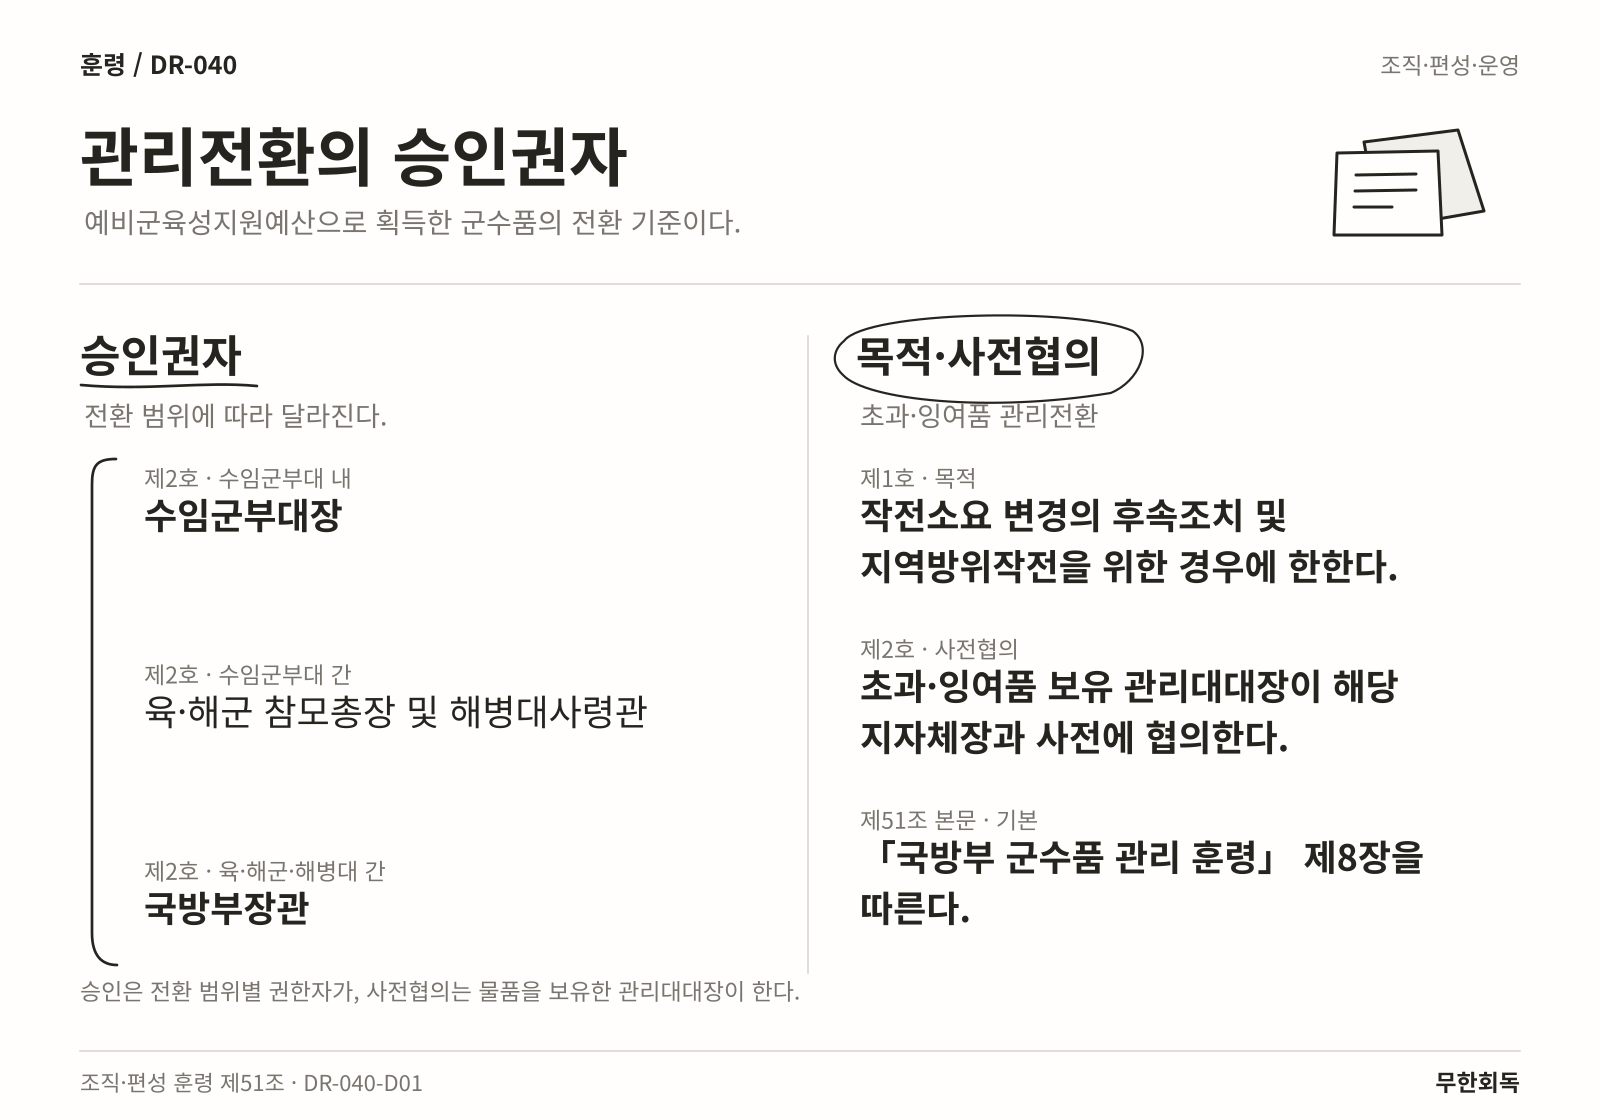 훈령 / DR-040
조직·편성·운영
관리전환의 승인권자
예비군육성지원예산으로 획득한 군수품의 전환 기준이다.
승인권자
전환 범위에 따라 달라진다.
제2호 · 수임군부대 내
수임군부대장
제2호 · 수임군부대 간
육·해군 참모총장 및 해병대사령관
제2호 · 육·해군·해병대 간
국방부장관
승인은 전환 범위별 권한자가, 사전협의는 물품을 보유한 관리대대장이 한다.
목적·사전협의
초과·잉여품 관리전환
제1호 · 목적
작전소요 변경의 후속조치 및
지역방위작전을 위한 경우에 한한다.
제2호 · 사전협의
초과·잉여품 보유 관리대대장이 해당
지자체장과 사전에 협의한다.
제51조 본문 · 기본
「국방부 군수품 관리 훈령」 제8장을
따른다.
조직·편성 훈령 제51조 · DR-040-D01
무한회독